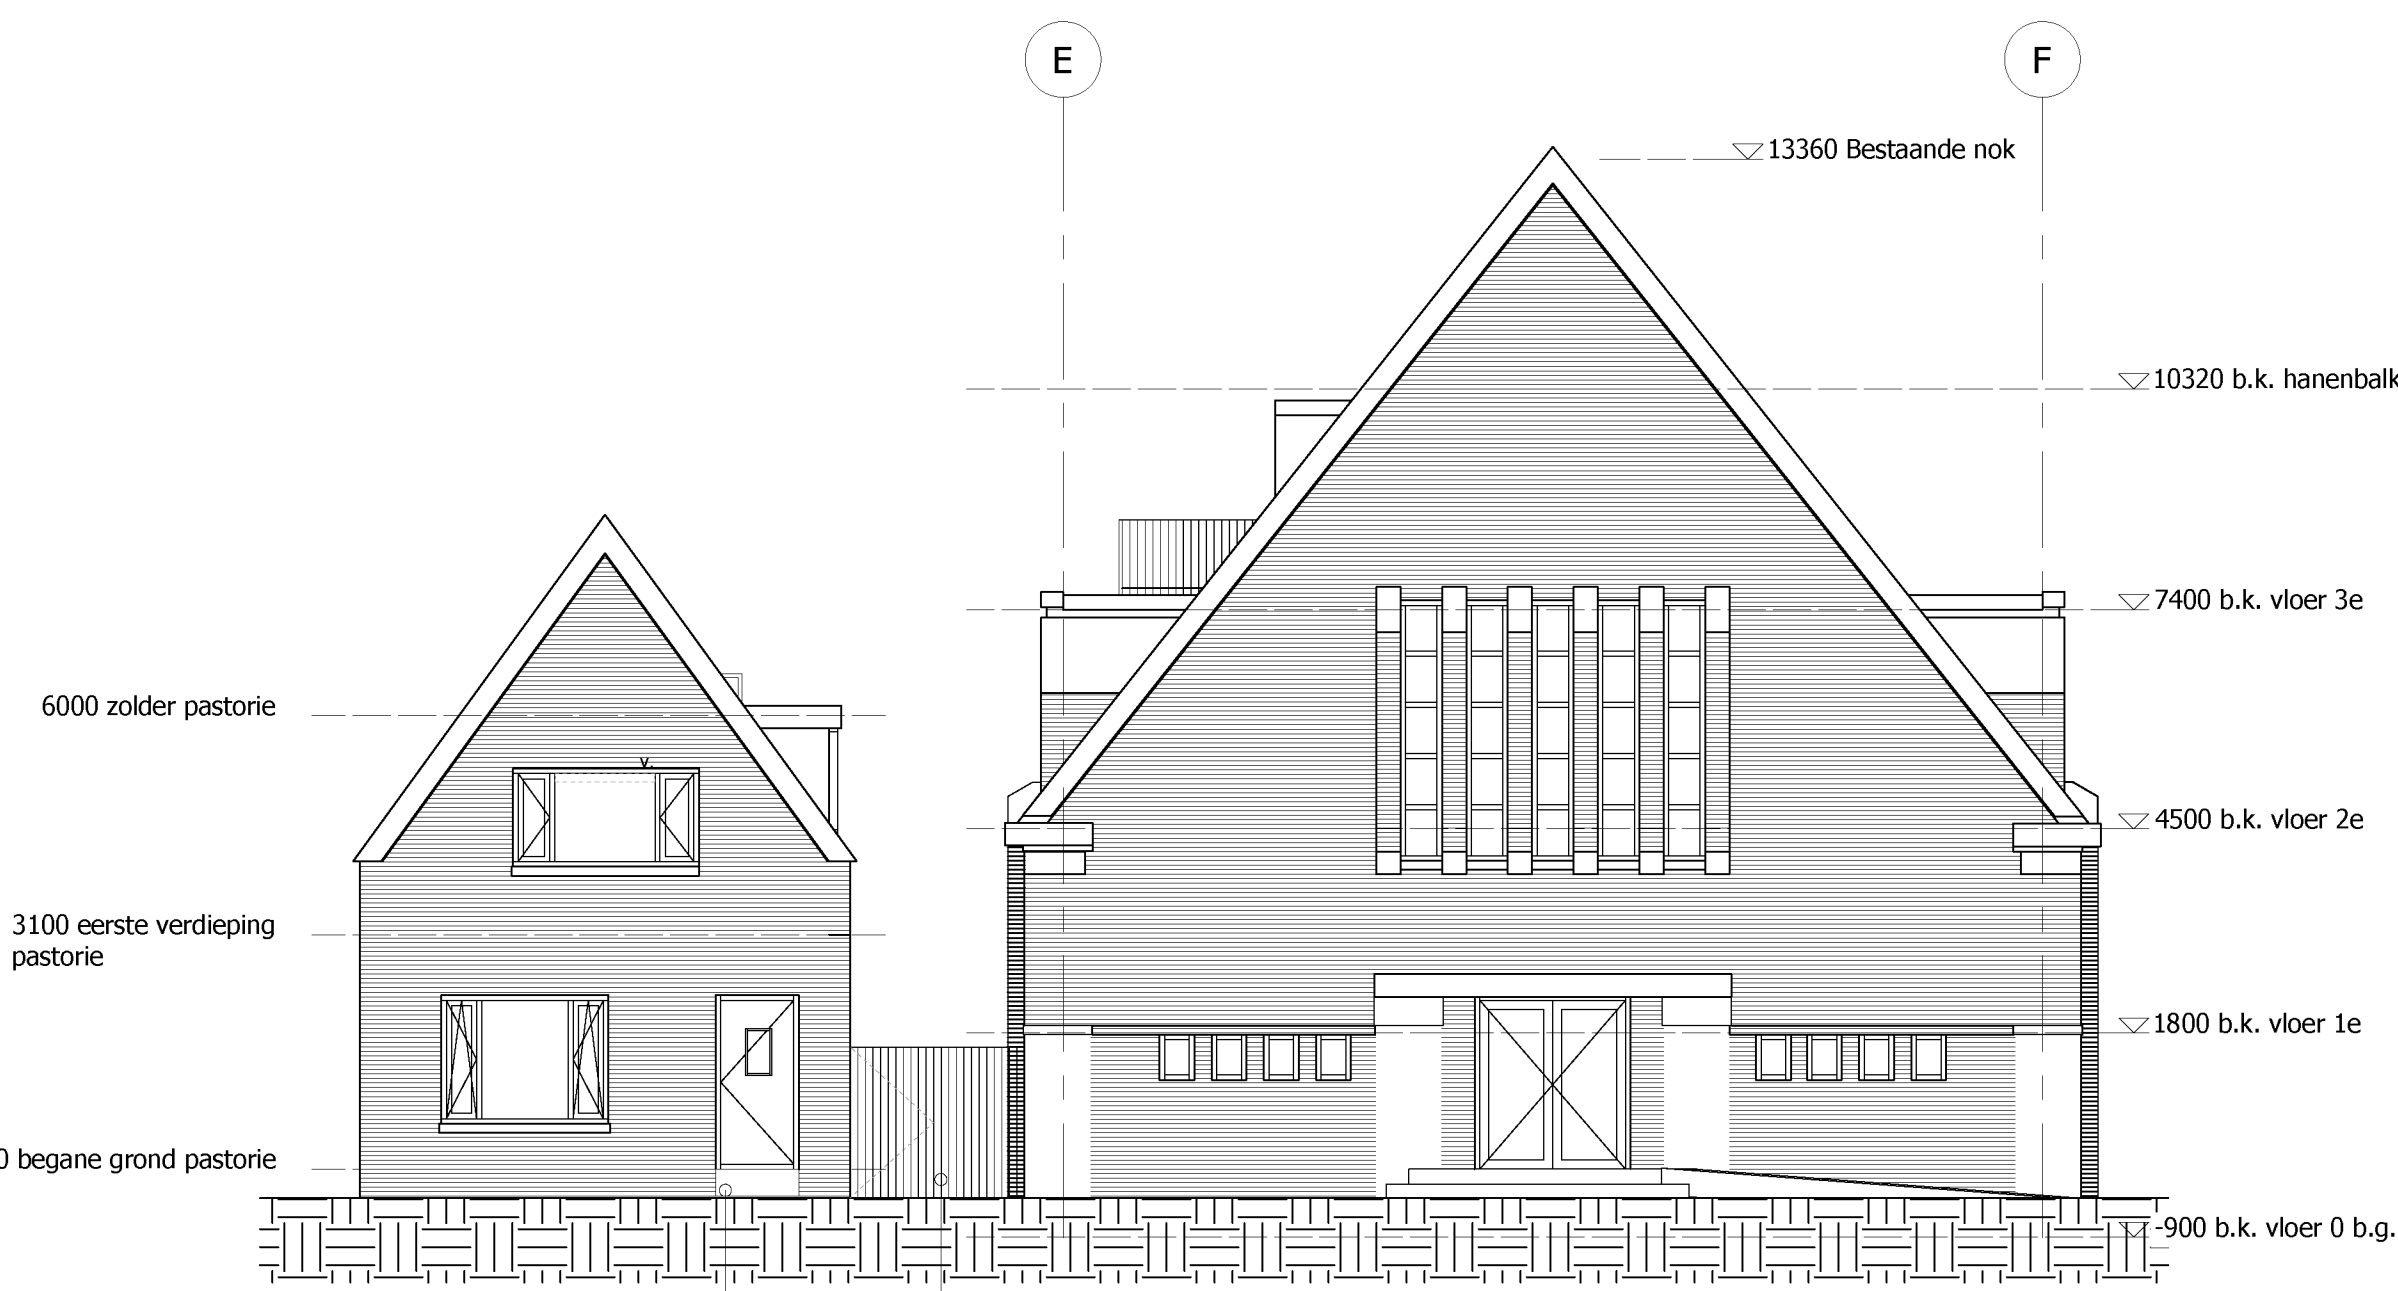 E
F
13360 Bestaande nok
10320 b.k. hanenbalk
7400 b.k. vloer 3e
6000 zolder pastorie
v.
4500 b.k. vloer 2e
3100 eerste verdieping
pastorie
1800 b.k. vloer 1e
0 begane grond pastorie
-900 b.k. vloer 0 b.g.